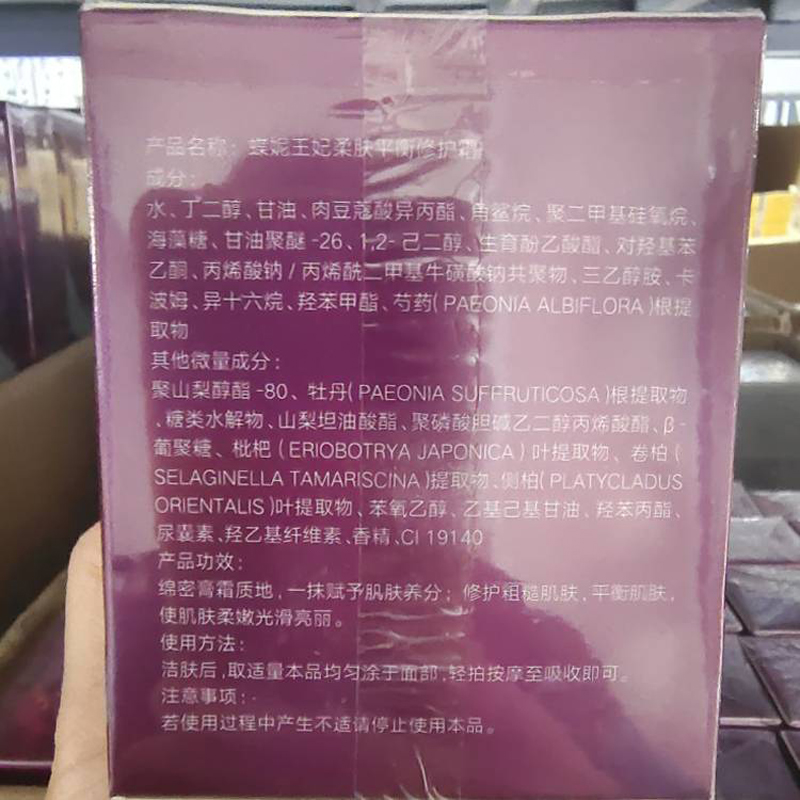 产品名称：蝶妮王妃柔肤平衡修护霜
成分：
水、丁二醇、甘油、肉豆蔻酸异丙酯、角鲨烷、聚二甲基硅氧烷、
海藻糖、甘油聚醚-26、1,2-己二醇、生育酚乙酸酯、对羟基苯
乙酮、丙烯酸钠/丙烯酰二甲基牛磺酸钠共聚物、三乙醇胺、卡
波姆、异十六烷、羟苯甲酯、芍药(PAEONIA ALBIFLORA)根提
取物
其他微量成分：
聚山梨醇酯-80、牡丹(PAEONIA SUFFRUTICOSA)根提取物
、糖类水解物、山梨坦油酸酯、聚磷酸胆碱乙二醇丙烯酸酯、β-
葡聚糖、枇杷(ERIOBOTRYA JAPONICA)叶提取物、卷柏(
SELAGINELLA TAMARISCINA)提取物、侧柏(PLATYCLADUS
ORIENTALIS)叶提取物、苯氧乙醇、乙基己基甘油、羟苯丙酯、
尿囊素、羟乙基纤维素、香精、CI 19140
产品功效：
绵密膏霜质地，一抹赋予肌肤养分；修护粗糙肌肤，平衡肌肤，
使肌肤柔嫩光滑亮丽。
使用方法：
洁肤后，取适量本品均匀涂于面部，轻拍按摩至吸收即可。
注意事项：
若使用过程中产生不适请停止使用本品。